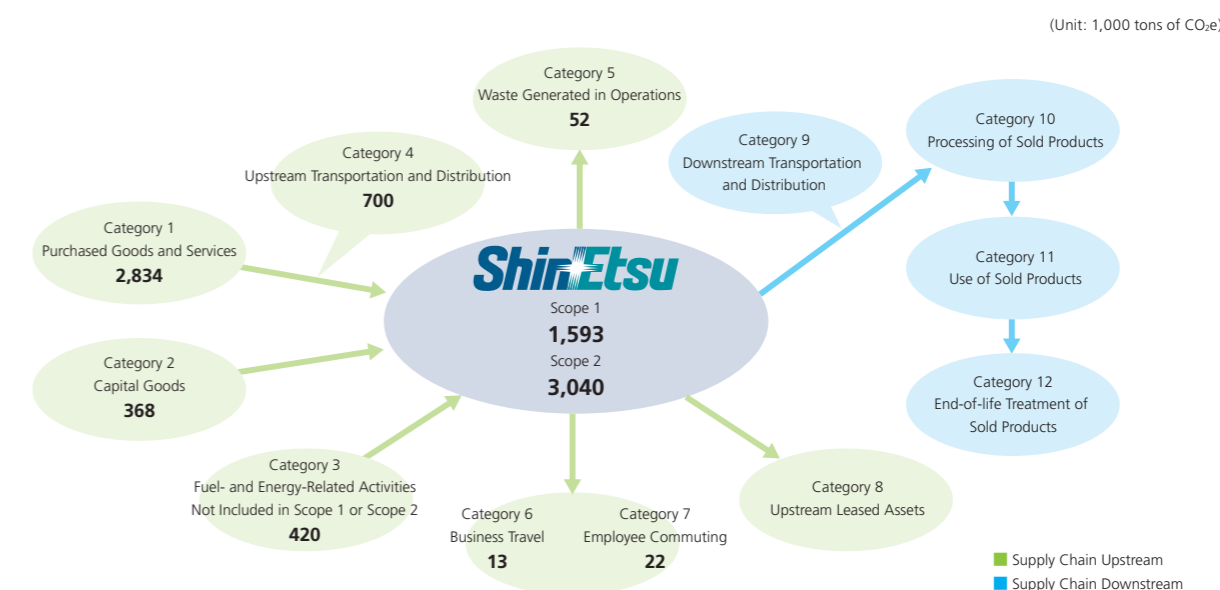 (Unit: 1,000 tons of CO₂e)
Category 5
Waste Generated in Operations
52
Category 10
Processing of Sold Products
Category 9
Downstream Transportation
and Distribution
Category 4
Upstream Transportation and Distribution
700
Category 1
Purchased Goods and Services
2,834
ShinEtsu
Scope 1
1,593
Scope 2
3,040
Category 11
Use of Sold Products
Category 2
Capital Goods
368
Category 12
End-of-life Treatment of
Sold Products
Category 3
Fuel- and Energy-Related Activities
Not Included in Scope 1 or Scope 2
420
Category 6
Business Travel
13
Category 7
Employee Commuting
22
Category 8
Upstream Leased Assets
Supply Chain Upstream
Supply Chain Downstream